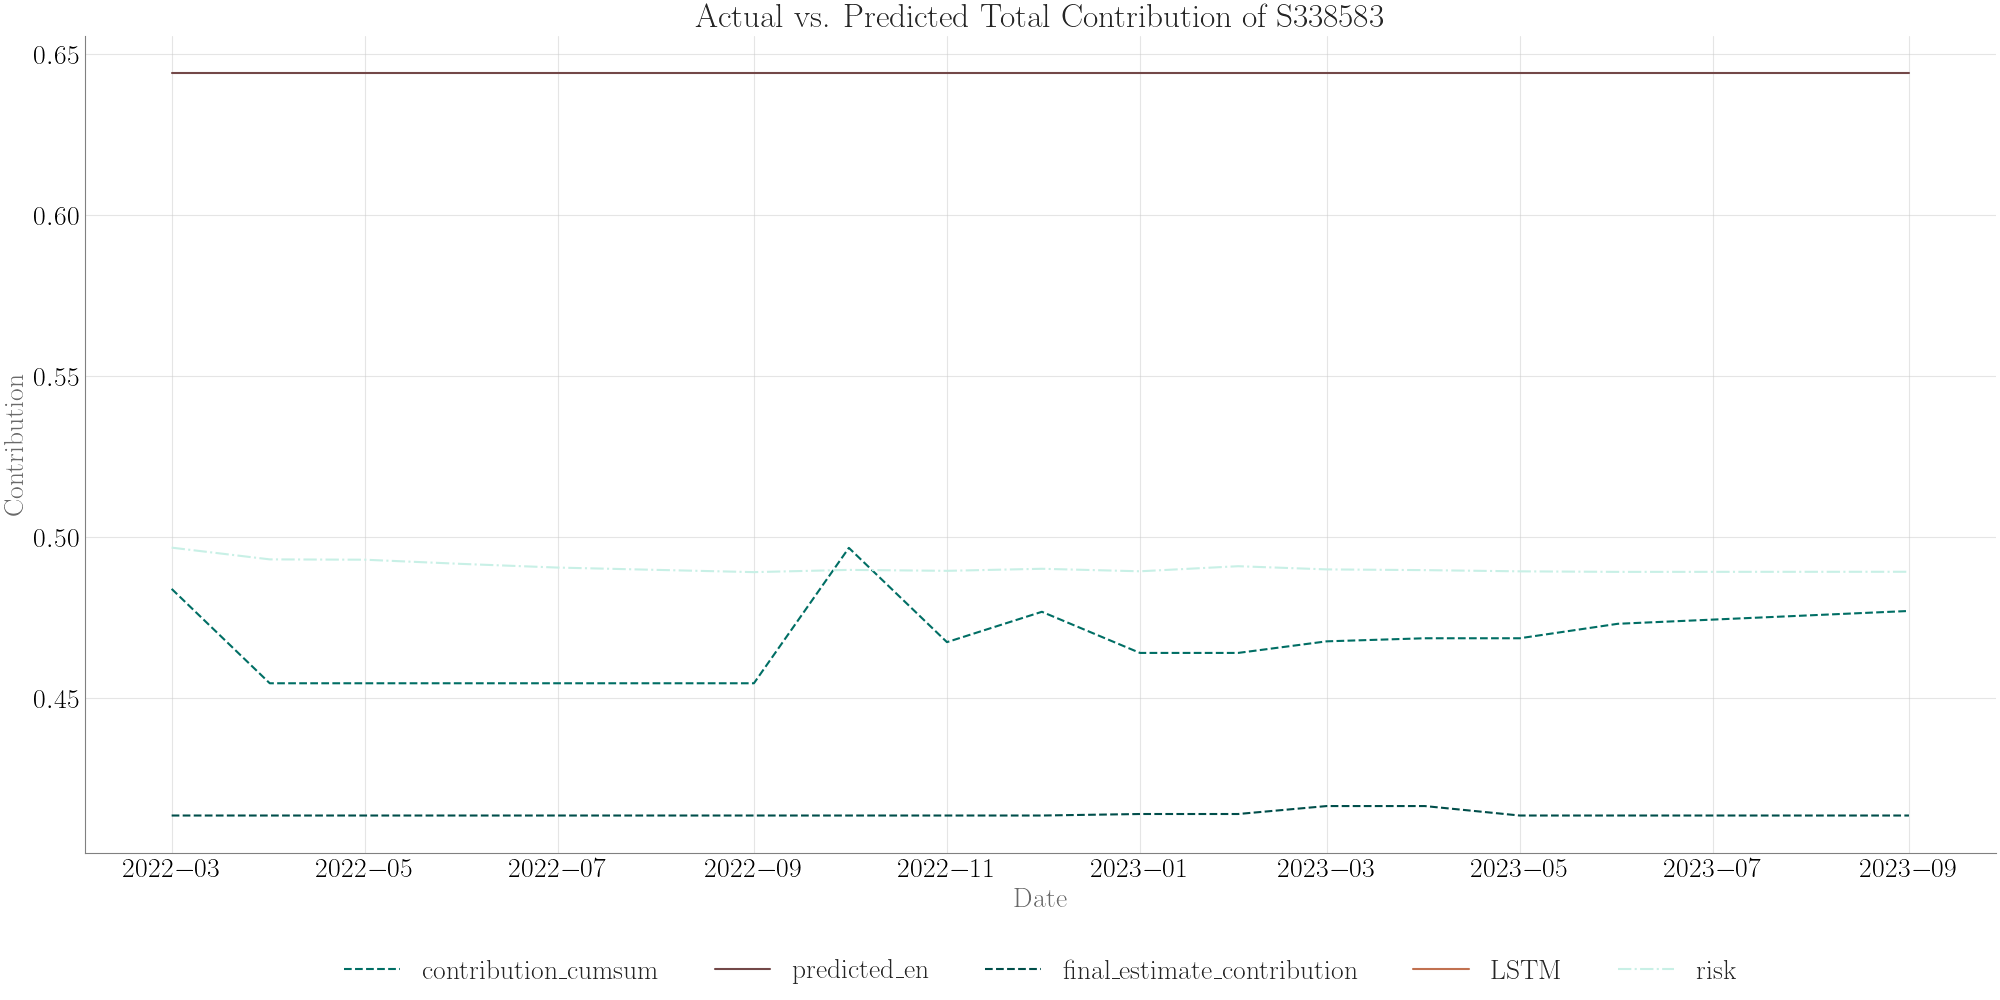 Actual vs. Predicted Total Contribution of S338583
0.65
0.60
0.55
0.50
0.45
Contribution
2022–03 2022–05 2022–07 2022–09 2022–11 2023–01 2023–03 2023–05 2023–07 2023–09
Date
contribution_cumsum predicted_en final_estimate_contribution LSTM risk